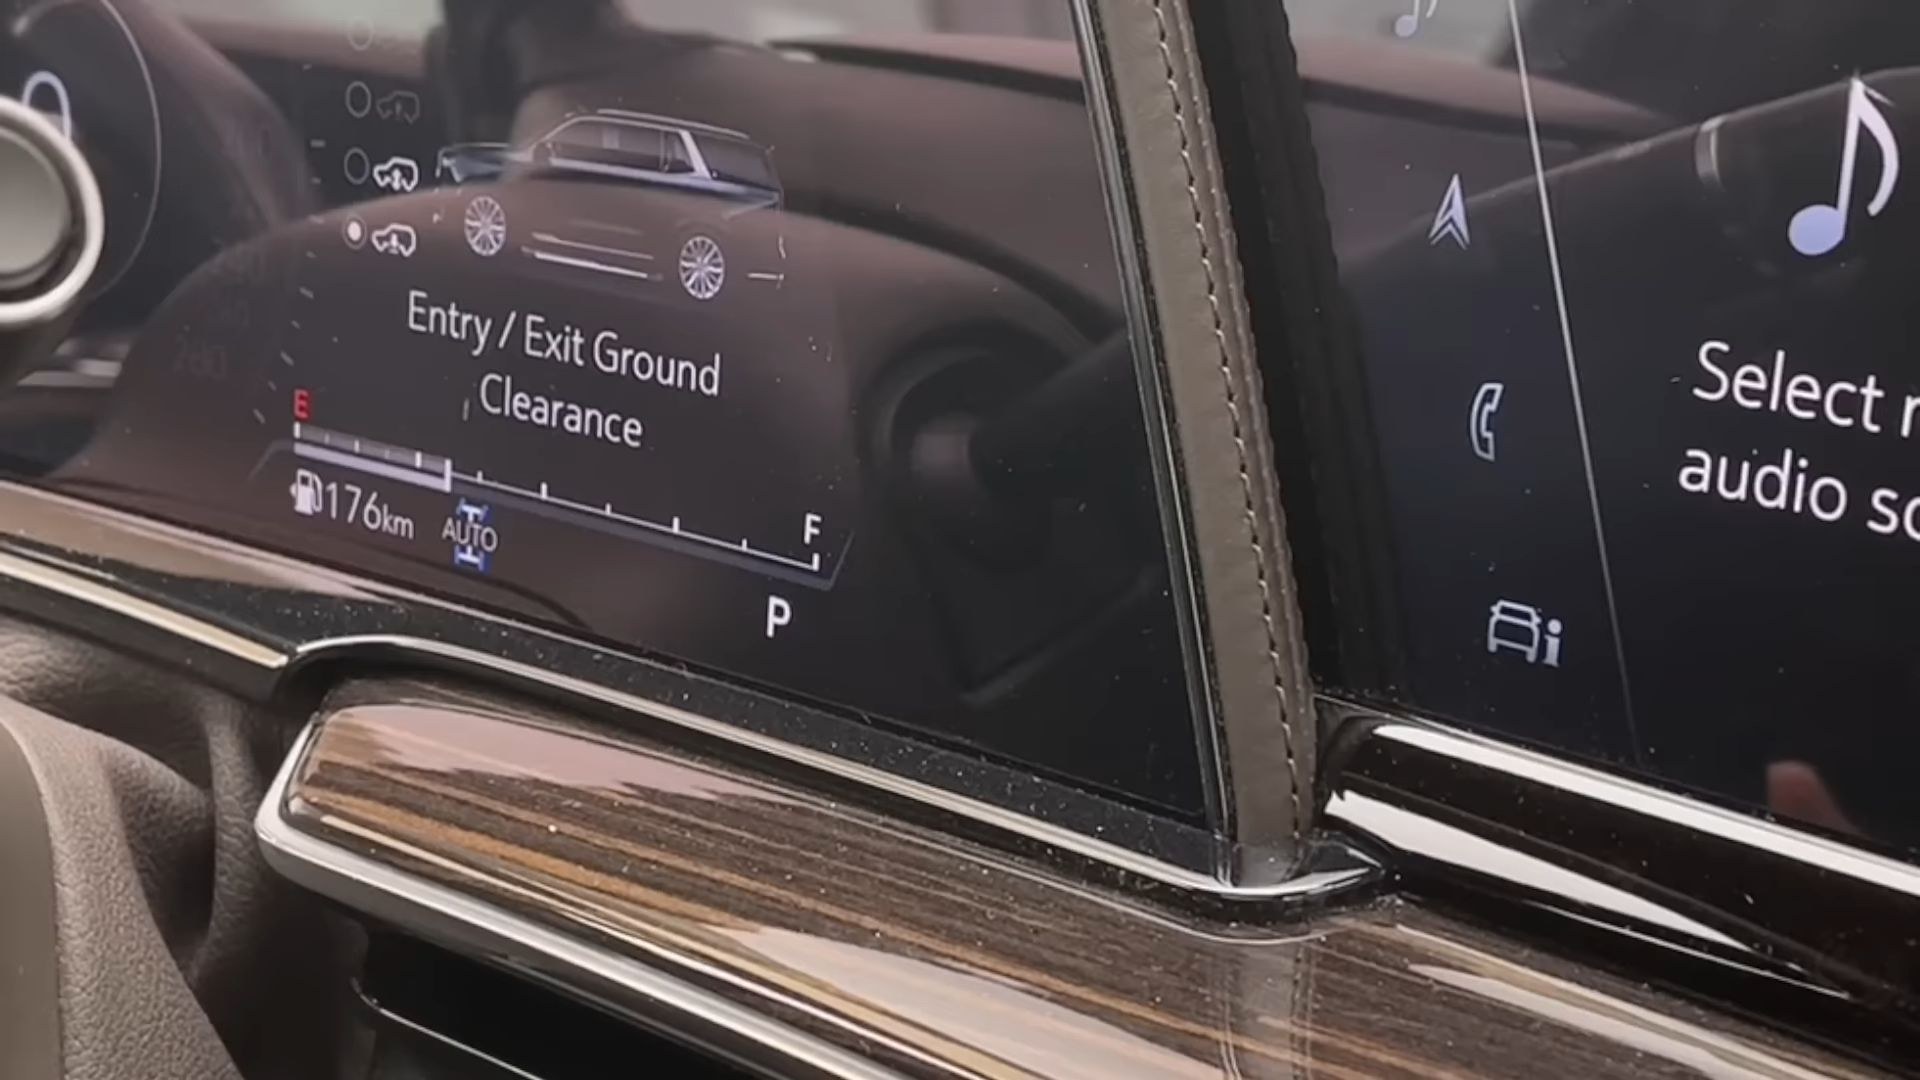 Entry / Exit Ground
Clearance
E
F
176km
AUTO
P
Select
audio